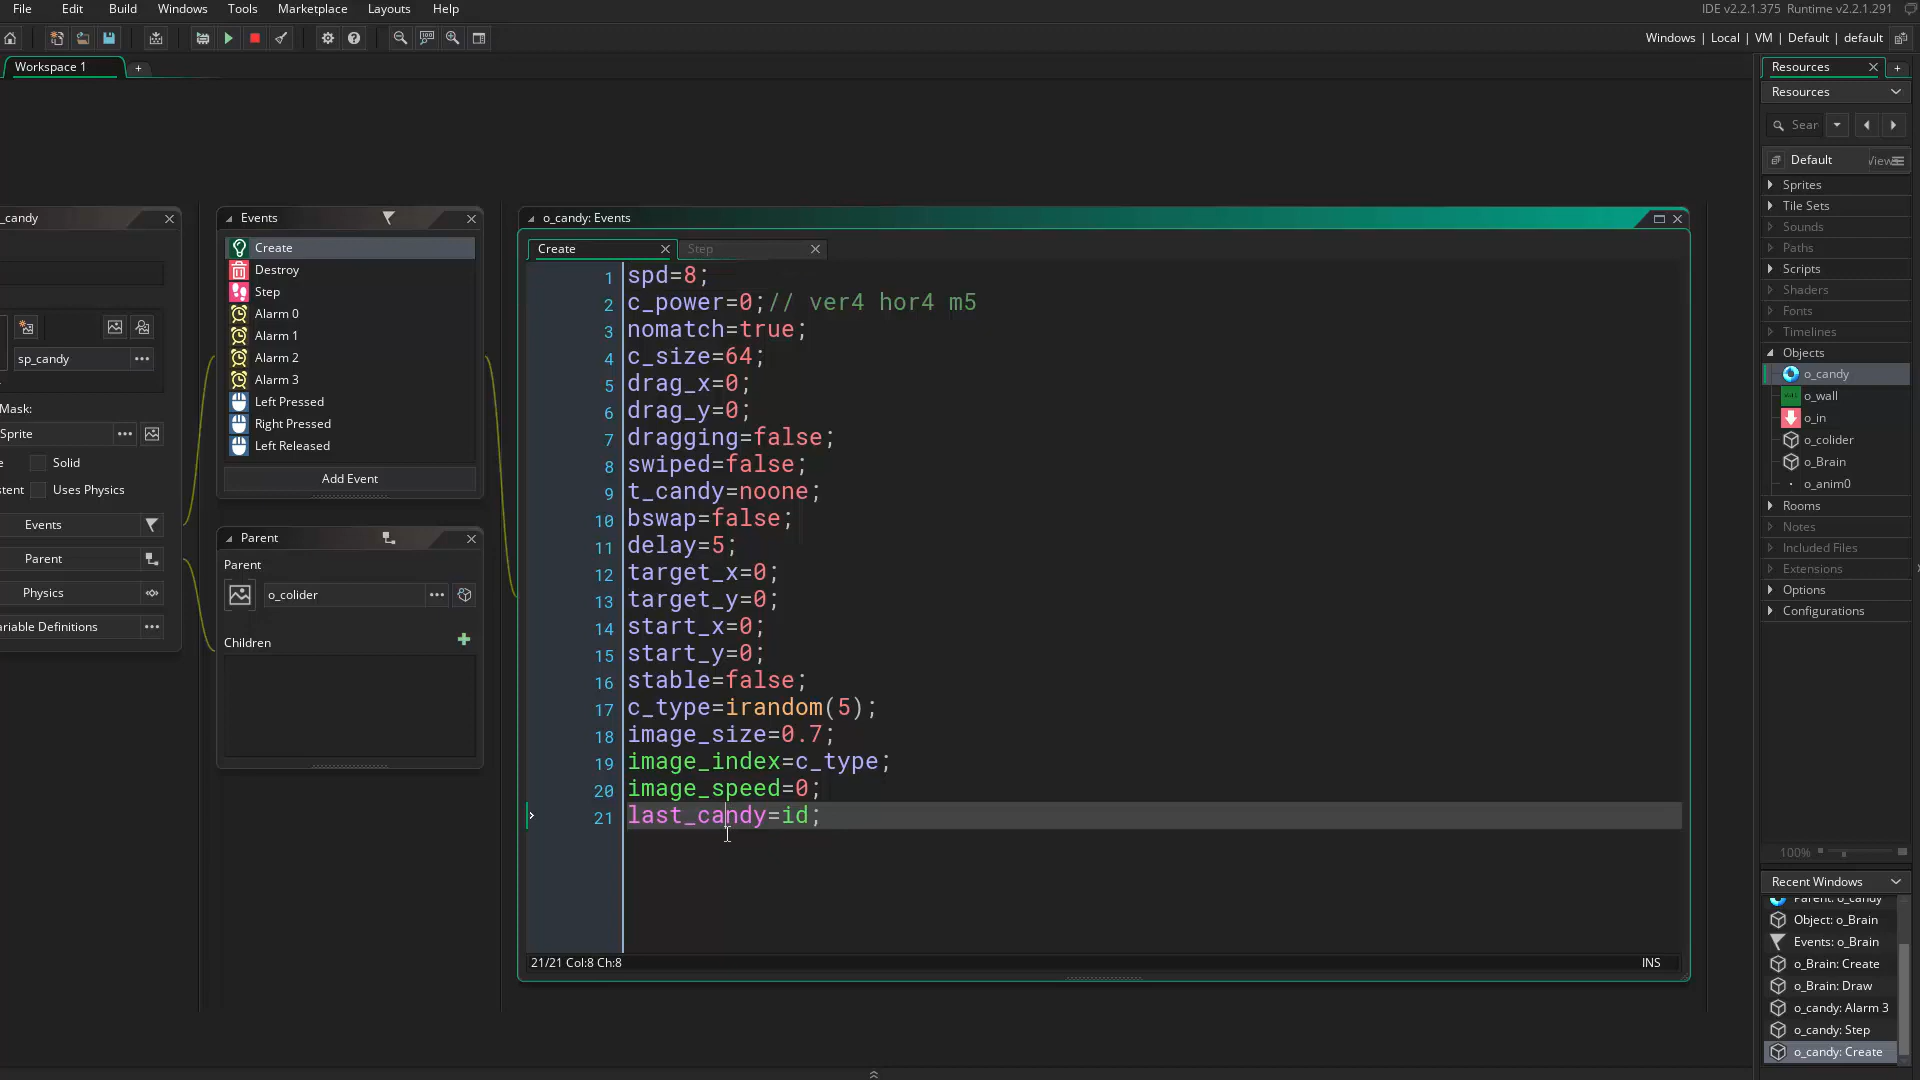 File Edit Build Windows Tools Marketplace Layouts Help
IDE v2.2.1.375 Runtime v2.2.1.291
Windows | Local | VM | Default | default
Workspace 1 +
_candy
sp_candy ...
Mask:
Sprite ...
Solid
Uses Physics
Events
Parent
Physics
ariable Definitions ...
Events
Create
Destroy
Step
Alarm 0
Alarm 1
Alarm 2
Alarm 3
Left Pressed
Right Pressed
Left Released
Add Event
Parent
Parent
o_colider ...
Children
o_candy: Events
Create
Step
1 spd=8;
2 c_power=0;// ver4 hor4 m5
3 nomatch=true;
4 c_size=64;
5 drag_x=0;
6 drag_y=0;
7 dragging=false;
8 swiped=false;
9 t_candy=noone;
10 bswap=false;
11 delay=5;
12 target_x=0;
13 target_y=0;
14 start_x=0;
15 start_y=0;
16 stable=false;
17 c_type=irandom(5);
18 image_size=0.7;
19 image_index=c_type;
20 image_speed=0;
21 last_candy=id;
21/21 Col:8 Ch:8
INS
Resources
Resources
Sear
Default
Views
Sprites
Tile Sets
Sounds
Paths
Scripts
Shaders
Fonts
Timelines
Objects
o_candy
o_wall
o_in
o_colider
o_Brain
o_anim0
Rooms
Notes
Included Files
Extensions
Options
Configurations
100%
Recent Windows
Parent: o_candy
Object: o_Brain
Events: o_Brain
o_Brain: Create
o_Brain: Draw
o_candy: Alarm 3
o_candy: Step
o_candy: Create